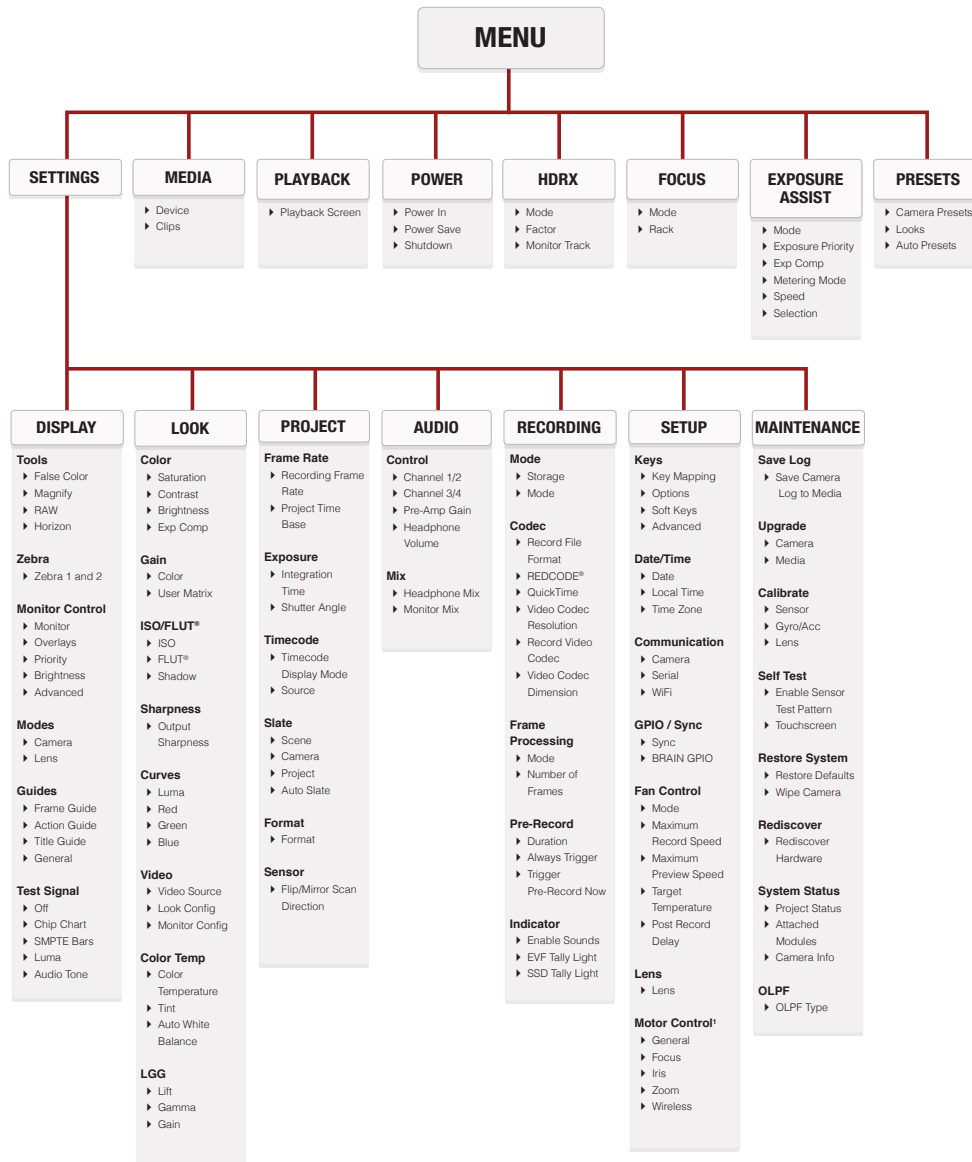 MENU
SETTINGS
MEDIA
Device
Clips
PLAYBACK
Playback Screen
POWER
Power In
Power Save
Shutdown
HDRX
Mode
Factor
Monitor Track
FOCUS
Mode
Rack
EXPOSURE
ASSIST
Mode
Exposure Priority
Exp Comp
Metering Mode
Speed
Selection
PRESETS
Camera Presets
Looks
Auto Presets
DISPLAY
Tools
False Color
Magnify
RAW
Horizon
Zebra
Zebra 1 and 2
Monitor Control
Monitor
Overlays
Priority
Brightness
Advanced
Modes
Camera
Lens
Guides
Frame Guide
Action Guide
Title Guide
General
Test Signal
Off
Chip Chart
SMPTE Bars
Luma
Audio Tone
LOOK
Color
Saturation
Contrast
Brightness
Exp Comp
Gain
Color
User Matrix
ISO/FLUT®
ISO
FLUT®
Shadow
Sharpness
Output
Sharpness
Curves
Luma
Red
Green
Blue
Video
Video Source
Look Config
Monitor Config
Color Temp
Color
Temperature
Tint
Auto White
Balance
LGG
Lift
Gamma
Gain
PROJECT
Frame Rate
Recording Frame
Rate
Project Time
Base
Exposure
Integration
Time
Shutter Angle
Timecode
Timecode
Display Mode
Source
Slate
Scene
Camera
Project
Auto Slate
Format
Format
Sensor
Flip/Mirror Scan
Direction
AUDIO
Control
Channel 1/2
Channel 3/4
Pre-Amp Gain
Headphone
Volume
Mix
Headphone Mix
Monitor Mix
RECORDING
Mode
Storage
Mode
Codec
Record File
Format
REDCODE®
QuickTime
Video Codec
Resolution
Record Video
Codec
Video Codec
Dimension
Frame
Processing
Mode
Number of
Frames
Pre-Record
Duration
Always Trigger
Trigger
Pre-Record Now
Indicator
Enable Sounds
EVF Tally Light
SSD Tally Light
SETUP
Keys
Key Mapping
Options
Soft Keys
Advanced
Date/Time
Date
Local Time
Time Zone
Communication
Camera
Serial
WiFi
GPIO / Sync
Sync
BRAIN GPIO
Fan Control
Mode
Maximum
Record Speed
Maximum
Preview Speed
Target
Temperature
Post Record
Delay
Lens
Lens
Motor Control¹
General
Focus
Iris
Zoom
Wireless
MAINTENANCE
Save Log
Save Camera
Log to Media
Upgrade
Camera
Media
Calibrate
Sensor
Gyro/Acc
Lens
Self Test
Enable Sensor
Test Pattern
Touchscreen
Restore System
Restore Defaults
Wipe Camera
Rediscover
Rediscover
Hardware
System Status
Project Status
Attached
Modules
Camera Info
OLPF
OLPF Type